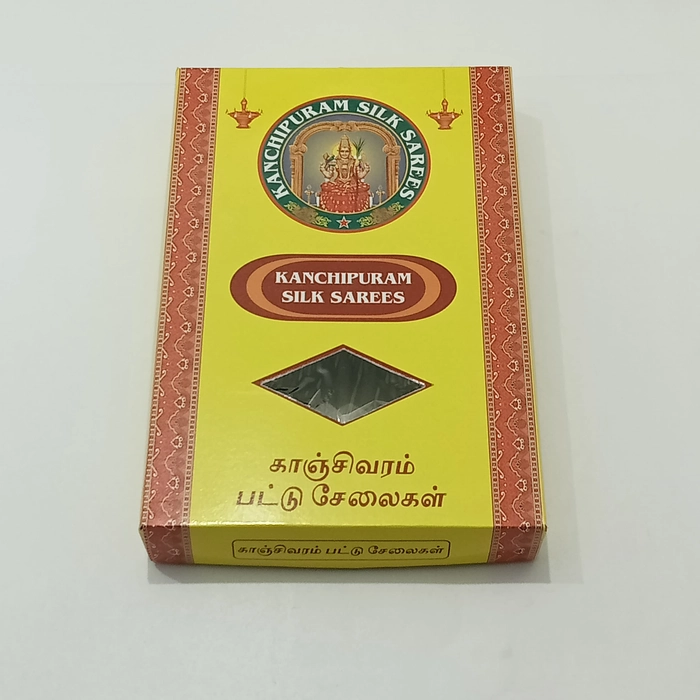 KANCHIPURAM SILK SAREES
KANCHIPURAM
SILK SAREES
காஞ்சிவரம்
பட்டு சேலைகள்
காஞ்சிவரம் பட்டு சேலைகள்